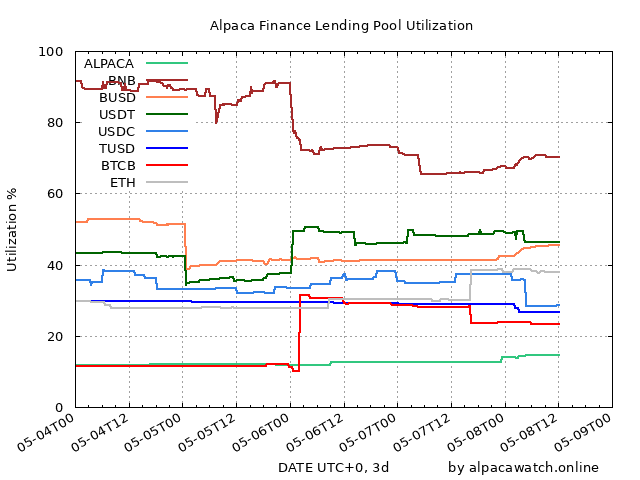 Alpaca Finance Lending Pool Utilization
Utilization %
100
80
60
40
20
0
ALPACA
BNB
BUSD
USDT
USDC
TUSD
BTCB
ETH
05-04T00
05-04T12
05-05T00
05-05T12
05-06T00
05-06T12
05-07T00
05-07T12
05-08T00
05-08T12
05-09T00
DATE UTC+0, 3d
by alpacawatch.online